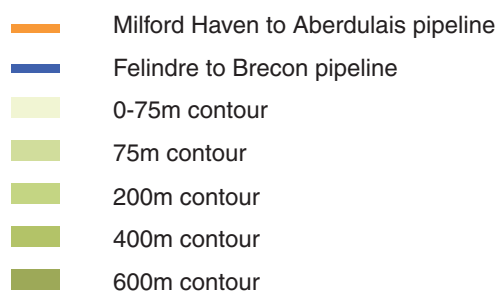 Milford Haven to Aberdulais pipeline
Felindre to Brecon pipeline
0-75m contour
75m contour
200m contour
400m contour
600m contour